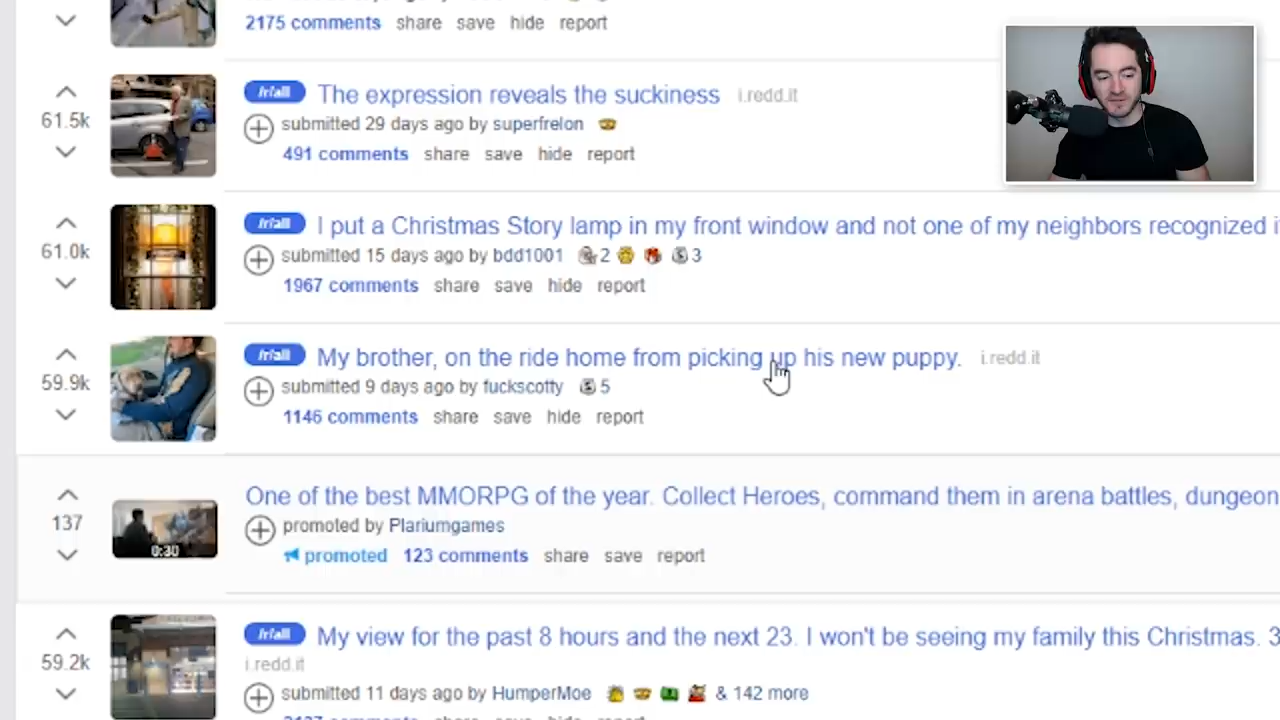 2175 comments share save hide report
/r/all The expression reveals the suckiness i.redd.it
61.5k
submitted 29 days ago by superfrelon
491 comments share save hide report
/r/all I put a Christmas Story lamp in my front window and not one of my neighbors recognized
61.0k
submitted 15 days ago by bdd1001 2 3
1967 comments share save hide report
/r/all My brother, on the ride home from picking up his new puppy. i.redd.it
59.9k
submitted 9 days ago by fuckscotty 5
1146 comments share save hide report
One of the best MMORPG of the year. Collect Heroes, command them in arena battles, dungeon
137
promoted by Plariumgames
0:30
promoted 123 comments share save report
/r/all My view for the past 8 hours and the next 23. I won't be seeing my family this Christmas. 3
59.2k
i.redd.it
submitted 11 days ago by HumperMoe & 142 more